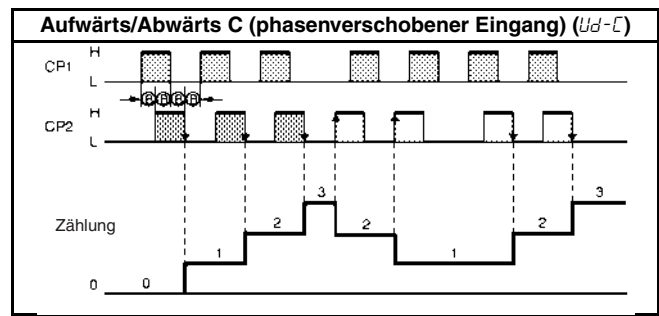 Aufwärts/Abwärts C (phasenverschobener Eingang) (Ud-C)
H
CP1
L
H
CP2
L
3
3
Zählung
2
2
2
1
1
0
0